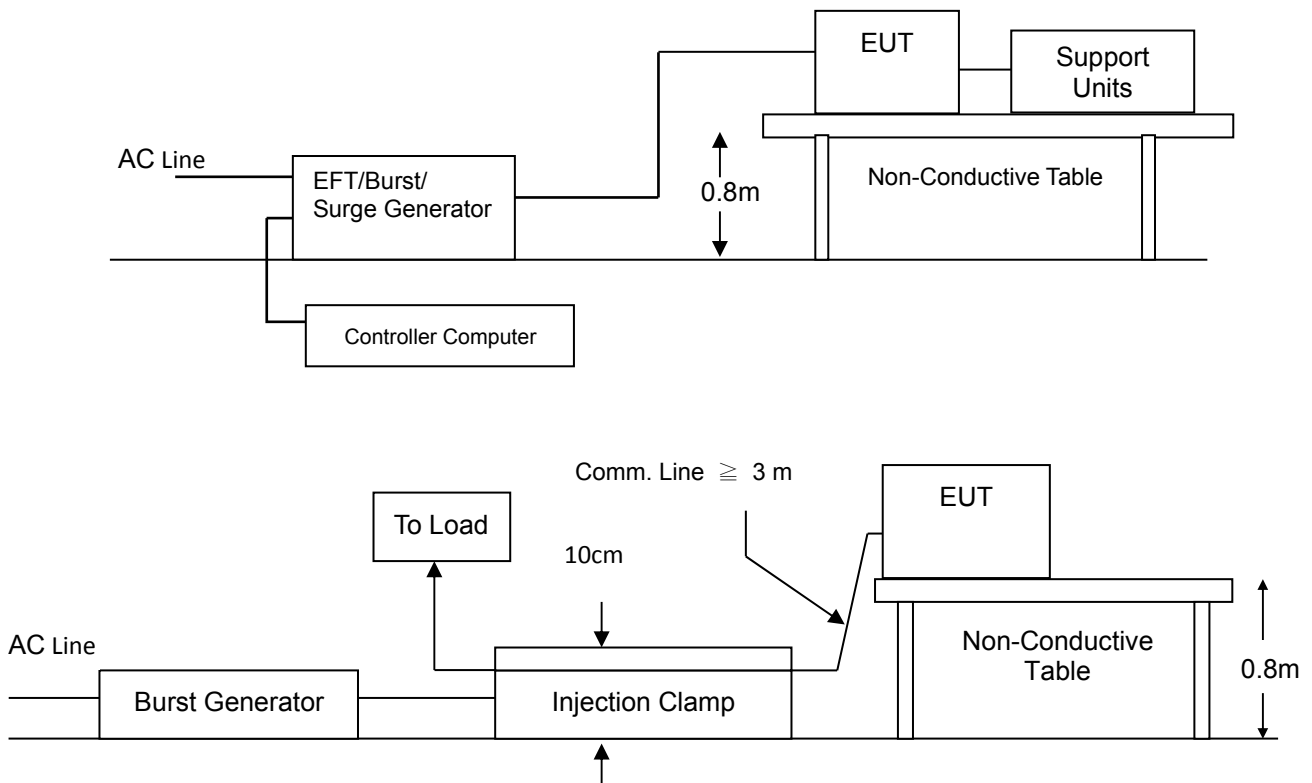 EUT
Support
Units
AC Line
EFT/Burst/
Surge Generator
0.8m
Non-Conductive Table
Controller Computer
Comm. Line ≧ 3 m
EUT
To Load
10cm
AC Line
Non-Conductive
Table
0.8m
Burst Generator
Injection Clamp